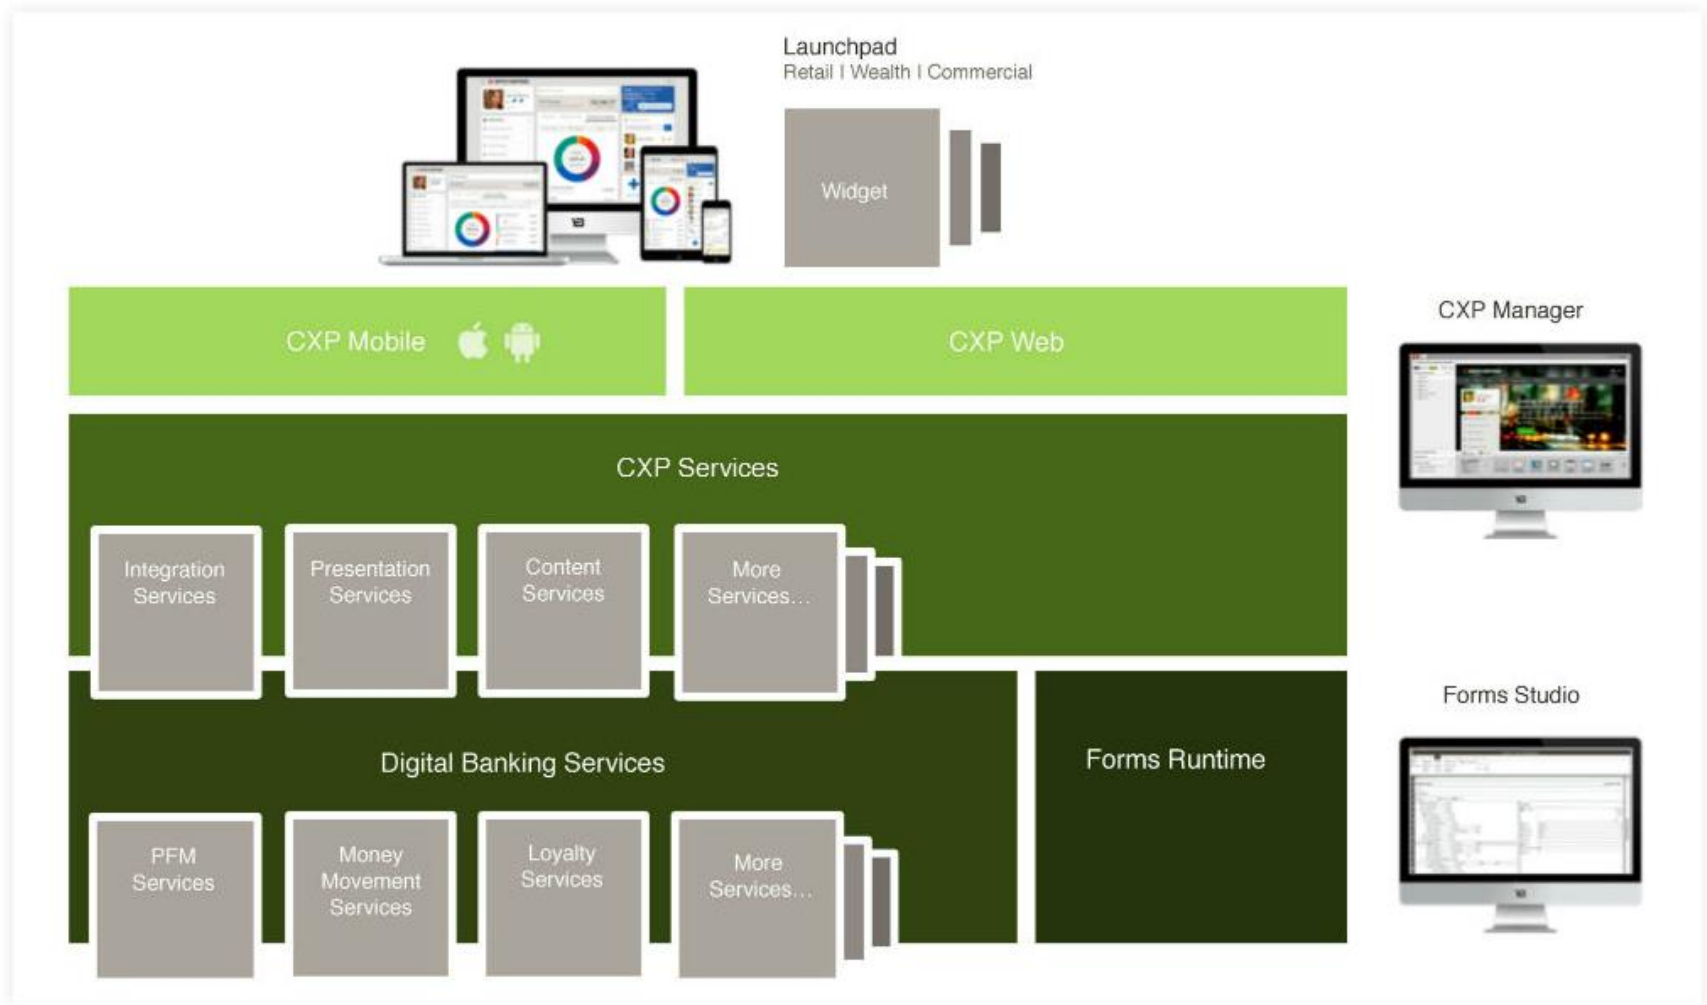 Launchpad
Retail | Wealth | Commercial
Widget
CXP Mobile
CXP Web
CXP Manager
CXP Services
Integration
Services
Presentation
Services
Content
Services
More
Services...
Digital Banking Services
Forms Runtime
Forms Studio
PFM
Services
Money
Movement
Services
Loyalty
Services
More
Services...